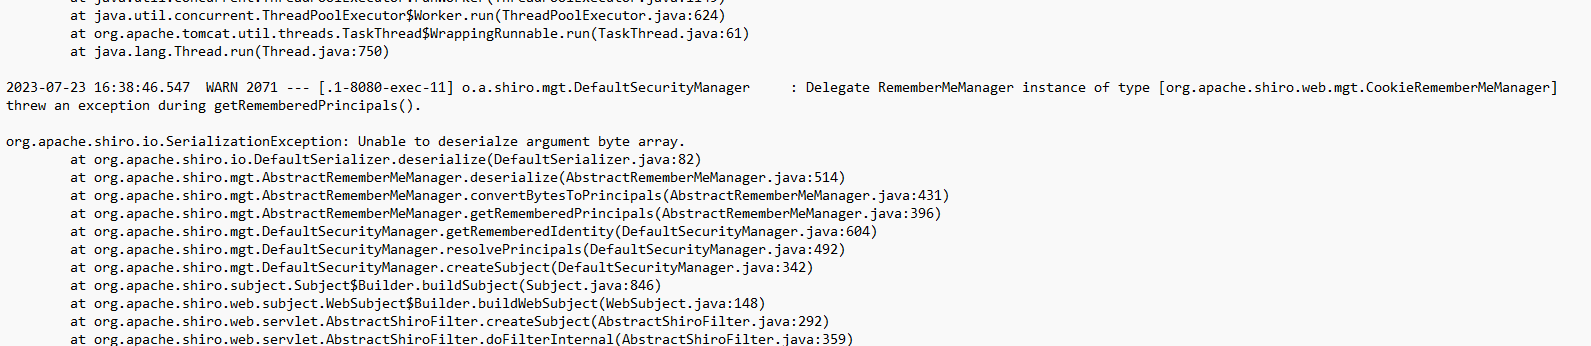 at java.util.concurrent.ThreadPoolExecutor.runWorker(ThreadPoolExecutor.java:1149)
at java.util.concurrent.ThreadPoolExecutor$Worker.run(ThreadPoolExecutor.java:624)
at org.apache.tomcat.util.threads.TaskThread$WrappingRunnable.run(TaskThread.java:61)
at java.lang.Thread.run(Thread.java:750)
2023-07-23 16:38:46.547  WARN 2071 --- [.1-8080-exec-11] o.a.shiro.mgt.DefaultSecurityManager     : Delegate RememberMeManager instance of type [org.apache.shiro.web.mgt.CookieRememberMeManager]
threw an exception during getRememberedPrincipals().
org.apache.shiro.io.SerializationException: Unable to deserialze argument byte array.
at org.apache.shiro.io.DefaultSerializer.deserialize(DefaultSerializer.java:82)
at org.apache.shiro.mgt.AbstractRememberMeManager.deserialize(AbstractRememberMeManager.java:514)
at org.apache.shiro.mgt.AbstractRememberMeManager.convertBytesToPrincipals(AbstractRememberMeManager.java:431)
at org.apache.shiro.mgt.AbstractRememberMeManager.getRememberedPrincipals(AbstractRememberMeManager.java:396)
at org.apache.shiro.mgt.DefaultSecurityManager.getRememberedIdentity(DefaultSecurityManager.java:604)
at org.apache.shiro.mgt.DefaultSecurityManager.resolvePrincipals(DefaultSecurityManager.java:492)
at org.apache.shiro.mgt.DefaultSecurityManager.createSubject(DefaultSecurityManager.java:342)
at org.apache.shiro.subject.Subject$Builder.buildSubject(Subject.java:846)
at org.apache.shiro.web.subject.WebSubject$Builder.buildWebSubject(WebSubject.java:148)
at org.apache.shiro.web.servlet.AbstractShiroFilter.createSubject(AbstractShiroFilter.java:292)
at org.apache.shiro.web.servlet.AbstractShiroFilter.doFilterInternal(AbstractShiroFilter.java:359)